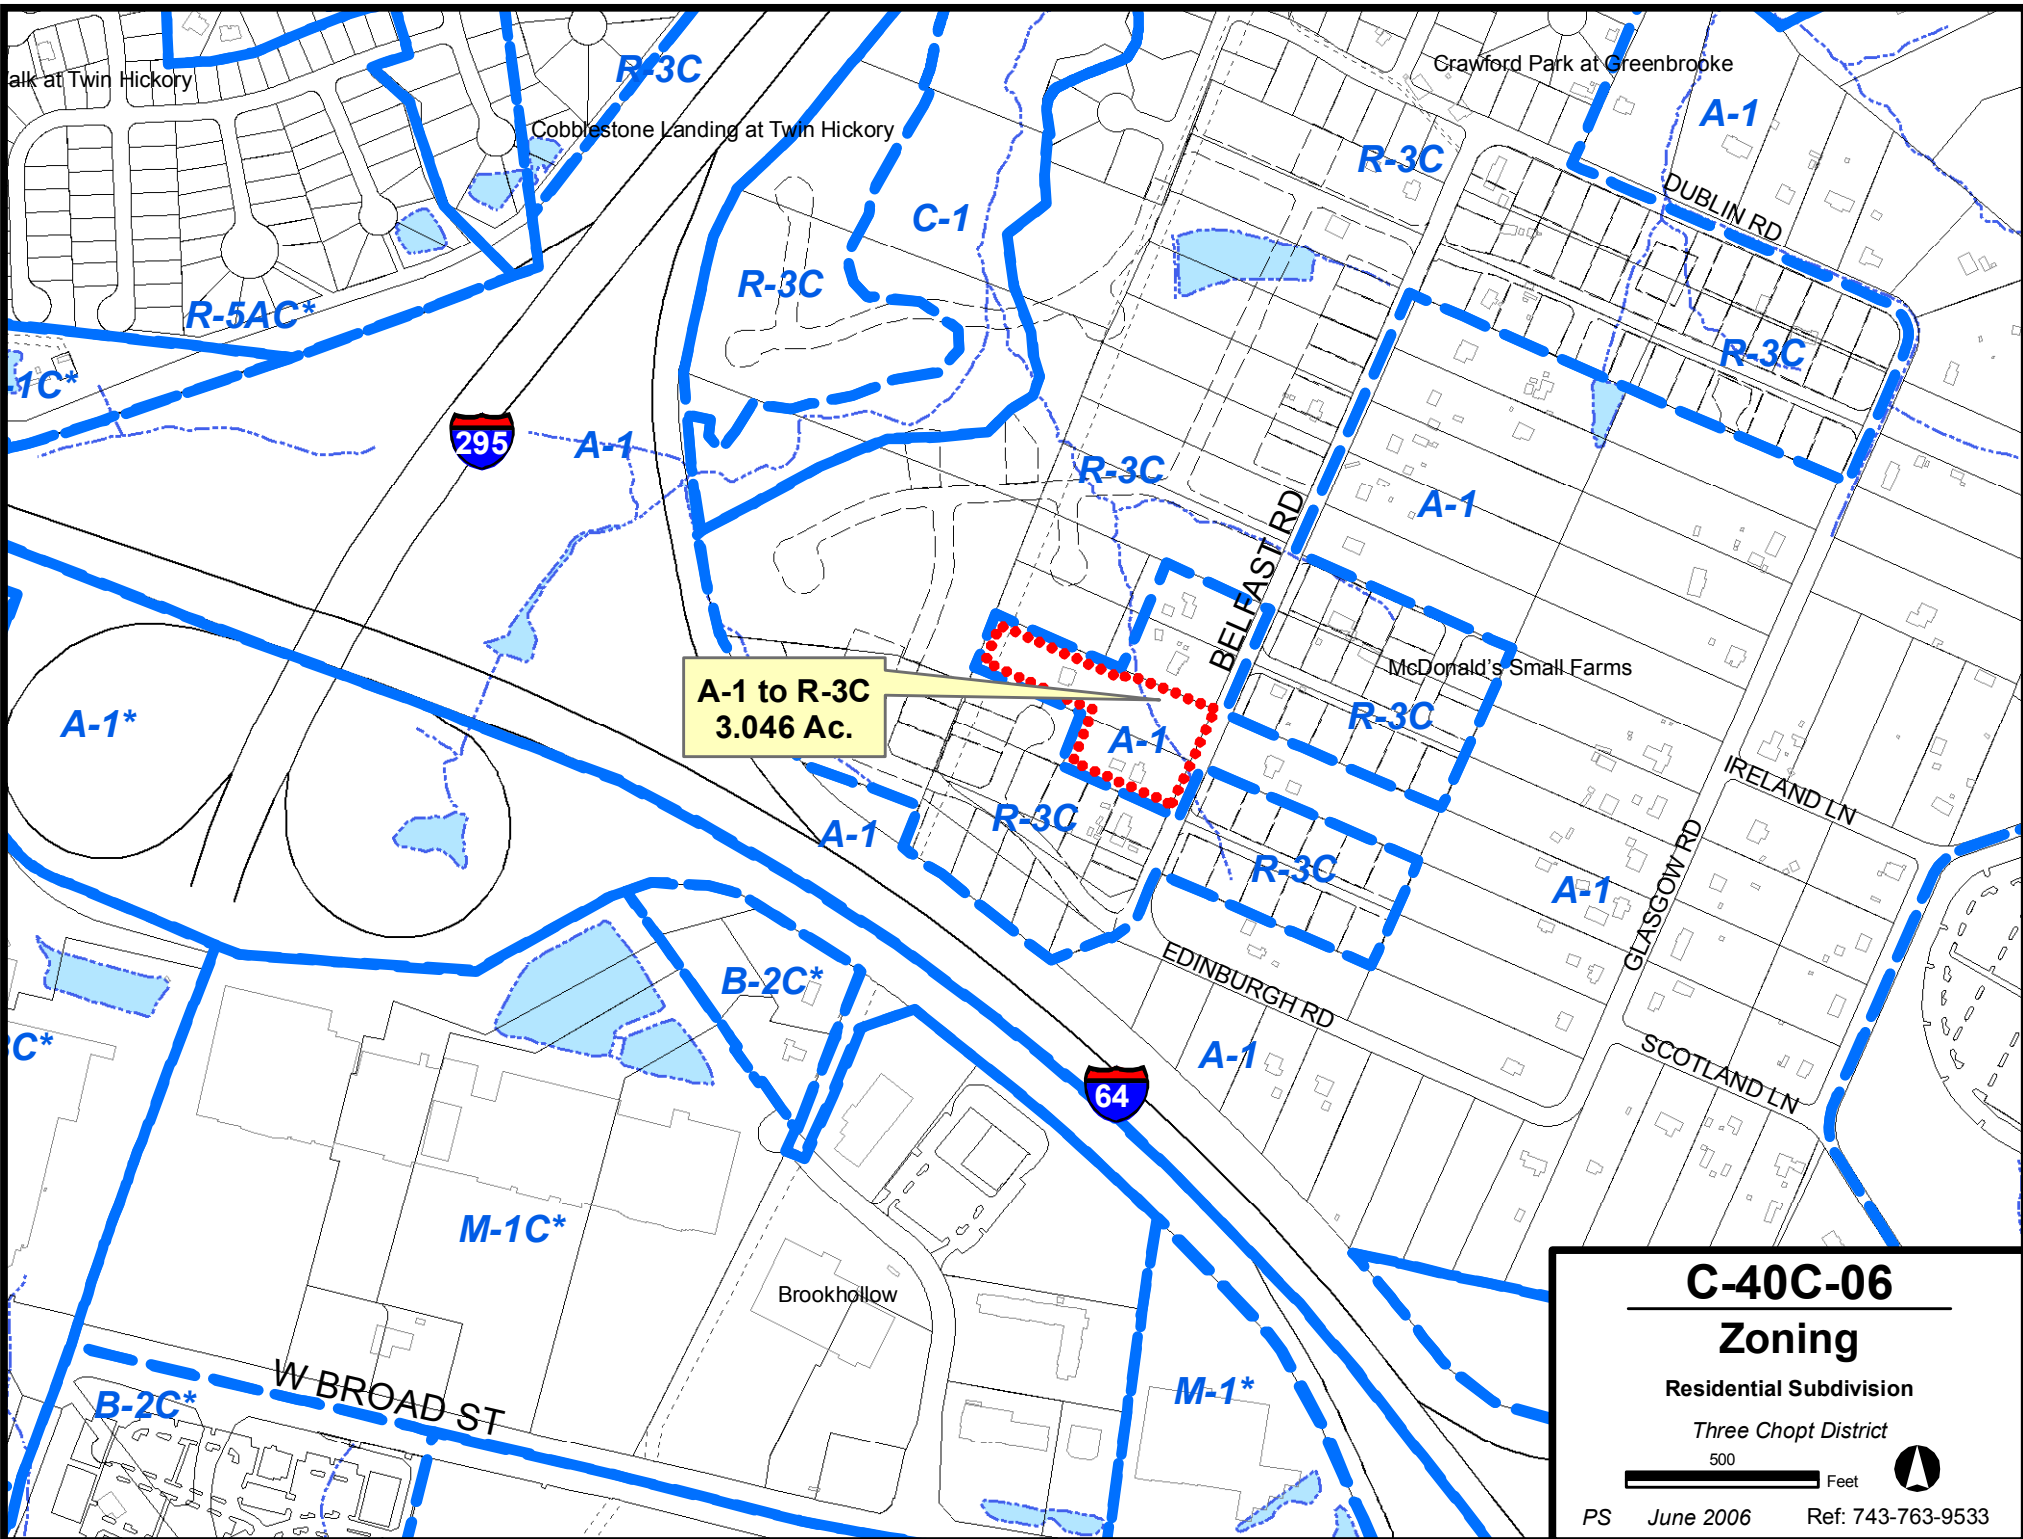 R-3C
Crawford Park at Greenbrooke
alk at Twin Hickory
A-1
Cobblestone Landing at Twin Hickory
R-3C
DUBLIN RD
C-1
R-3C
R-5AC*
R-3C
-1C*
295
A-1
R-3C
A-1
BELFAST RD
McDonald's Small Farms
A-1 to R-3C
3.046 Ac.
A-1*
R-3C
A-1
IRELAND LN
R-3C
A-1
R-3C
A-1
GLASGOW RD
EDINBURGH RD
B-2C*
C*
A-1
SCOTLAND LN
64
M-1C*
Brookhollow
W BROAD ST
B-2C*
M-1*
C-40C-06
Zoning
Residential Subdivision
Three Chopt District
500
Feet
PS June 2006 Ref: 743-763-9533